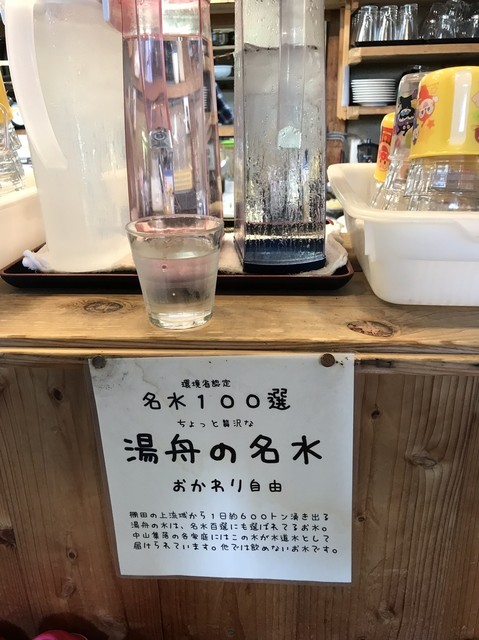 環境省認定
名水１００選
ちょっと贅沢な
湯舟の名水
おかわり自由
棚田の上流域から１日約６００トン湧き出る
湯舟の水は、名水百選にも選ばれてるお水。
中山集落の各家庭にはこの水が水道水として
届けられています。他では飲めないお水です。